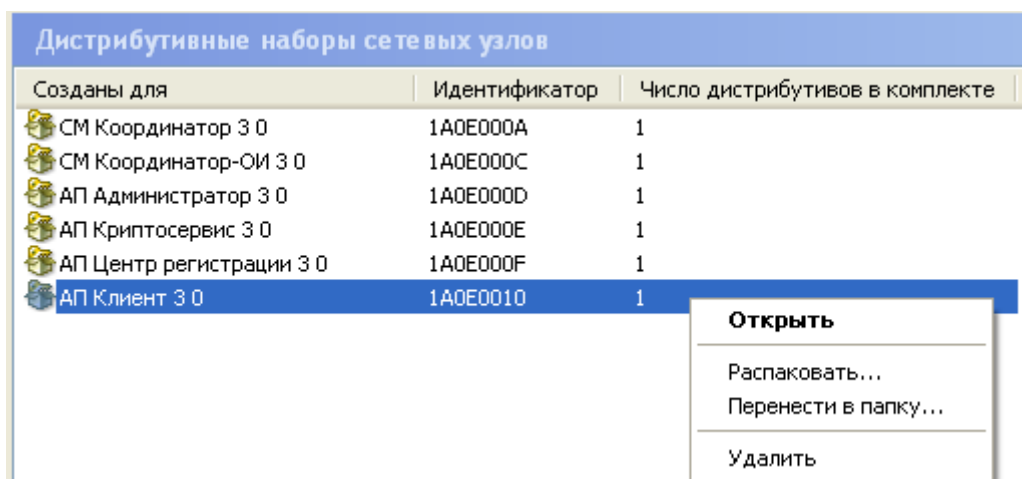 Дистрибутивные наборы сетевых узлов
Созданы для Идентификатор Число дистрибутивов в комплекте
СМ Координатор 3 0 1A0E000A 1
СМ Координатор-ОИ 3 0 1A0E000C 1
АП Администратор 3 0 1A0E000D 1
АП Криптосервис 3 0 1A0E000E 1
АП Центр регистрации 3 0 1A0E000F 1
АП Клиент 3 0 1A0E0010 1
Открыть
Распаковать...
Перенести в папку...
Удалить